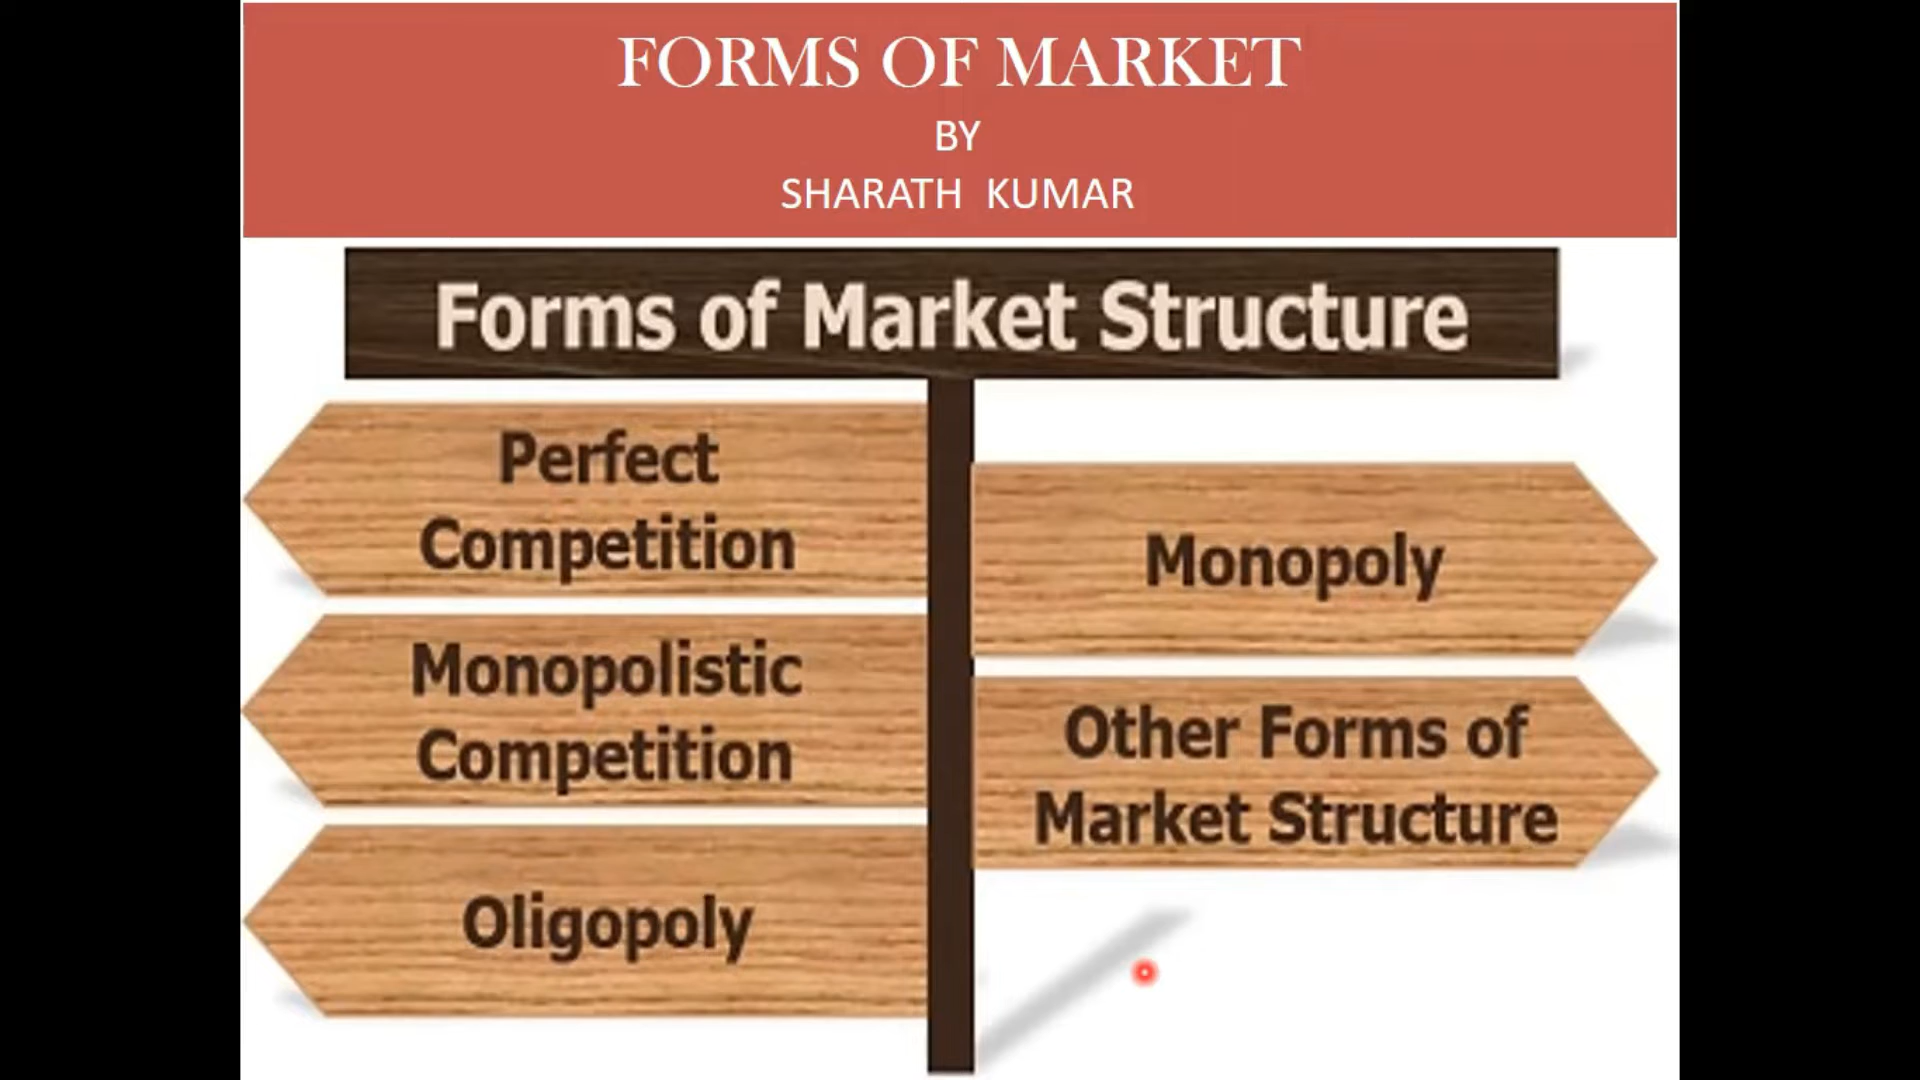 FORMS OF MARKET
BY
SHARATH KUMAR
Forms of Market Structure
Perfect
Competition
Monopolistic
Competition
Oligopoly
Monopoly
Other Forms of
Market Structure